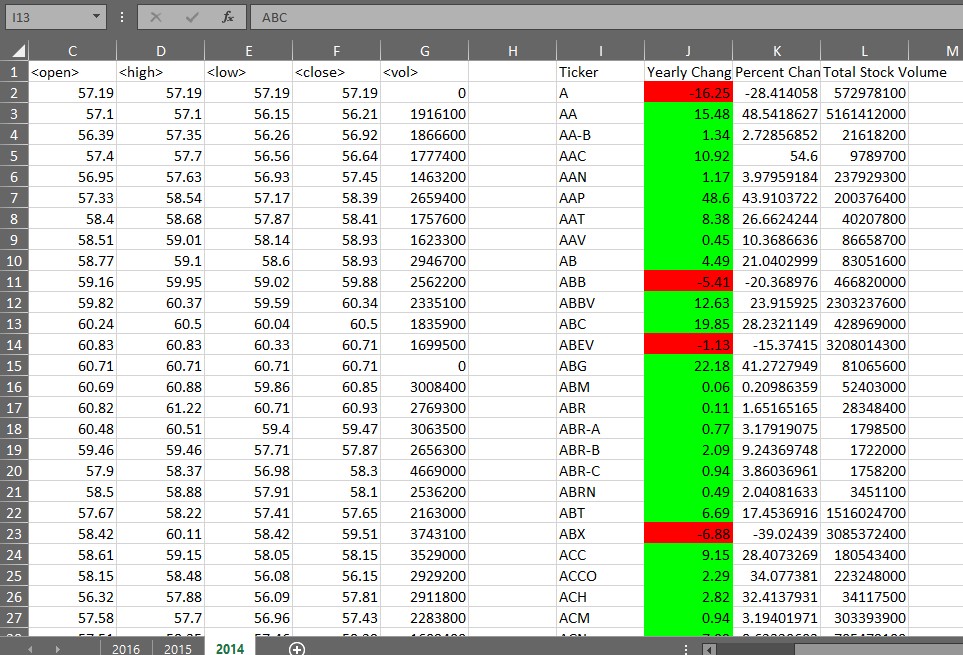 I13 fx ABC
C D E F G H I J K L M
1 <open> <high> <low> <close> <vol> Ticker Yearly Chang Percent Chan Total Stock Volume
2 57.19 57.19 57.19 57.19 0 A -16.25 -28.414058 572978100
3 57.1 57.1 56.15 56.21 1916100 AA 15.48 48.5418627 5161412000
4 56.39 57.35 56.26 56.92 1866600 AA-B 1.34 2.72856852 21618200
5 57.4 57.7 56.56 56.64 1777400 AAC 10.92 54.6 9789700
6 56.95 57.63 56.93 57.45 1463200 AAN 1.17 3.97959184 237929300
7 57.33 58.54 57.17 58.39 2659400 AAP 48.6 43.9103722 200376400
8 58.4 58.68 57.87 58.41 1757600 AAT 8.38 26.6624244 40207800
9 58.51 59.01 58.14 58.93 1623300 AAV 0.45 10.3686636 86658700
10 58.77 59.1 58.6 58.93 2946700 AB 4.49 21.0402999 83051600
11 59.16 59.95 59.02 59.88 2562200 ABB -5.41 -20.368976 466820000
12 59.82 60.37 59.59 60.34 2335100 ABBV 12.63 23.915925 2303237600
13 60.24 60.5 60.04 60.5 1835900 ABC 19.85 28.2321149 428969000
14 60.83 60.83 60.33 60.71 1699500 ABEV -1.13 -15.37415 3208014300
15 60.71 60.71 60.71 60.71 0 ABG 22.18 41.2727949 81065600
16 60.69 60.88 59.86 60.85 3008400 ABM 0.06 0.20986359 52403000
17 60.82 61.22 60.71 60.93 2769300 ABR 0.11 1.65165165 28348400
18 60.48 60.51 59.4 59.47 3063500 ABR-A 0.77 3.17919075 1798500
19 59.46 59.46 57.71 57.87 2656300 ABR-B 2.09 9.24369748 1722000
20 57.9 58.37 56.98 58.3 4669000 ABR-C 0.94 3.86036961 1758200
21 58.5 58.88 57.91 58.1 2536200 ABRN 0.49 2.04081633 3451100
22 57.67 58.22 57.41 57.65 2163000 ABT 6.69 17.4536916 1516024700
23 58.42 60.11 58.42 59.51 3743100 ABX -6.88 -39.02439 3085372400
24 58.61 59.15 58.05 58.15 3529000 ACC 9.15 28.4073269 180543400
25 58.15 58.48 56.08 56.15 2929200 ACCO 2.29 34.077381 223248000
26 56.32 57.88 56.09 57.81 2911800 ACH 2.82 32.4137931 34117500
27 57.58 57.7 56.96 57.43 2283800 ACM 0.94 3.19401971 303393900
2016 2015 2014